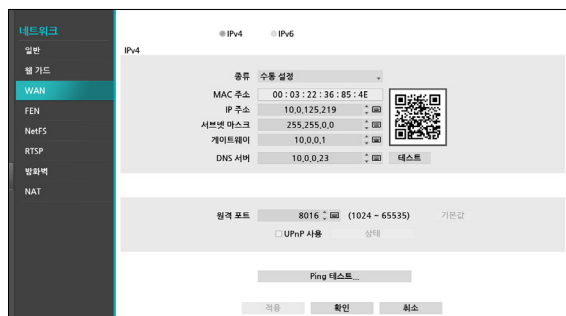 네트워크
일반
웹 가드
WAN
FEN
NetFS
RTSP
방화벽
NAT
IPv4 IPv6
IPv4
종류 수동 설정
MAC 주소 00 : 03 : 22 : 36 : 85 : 4E
IP 주소 10,0,125,219
서브넷 마스크 255,255,0,0
게이트웨이 10,0,0,1
DNS 서버 10,0,0,23 테스트
원격 포트 8016 (1024 ~ 65535) 기본값
UPnP 사용 상태
Ping 테스트...
적용 확인 취소